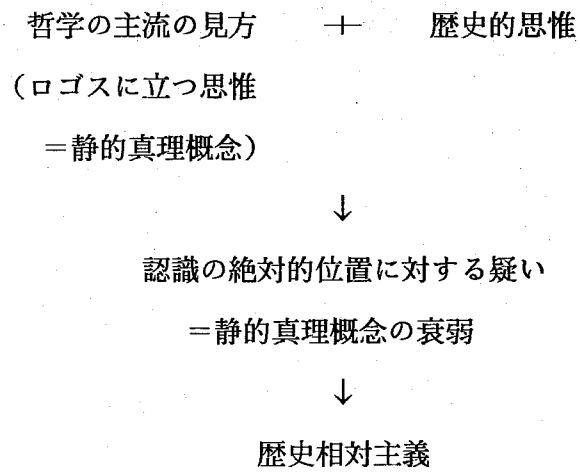 哲学の主流の見方 + 歴史的思惟
(ロゴスに立つ思惟
=静的真理概念)
↓
認識の絶対的位置に対する疑い
=静的真理概念の衰弱
↓
歴史相対主義